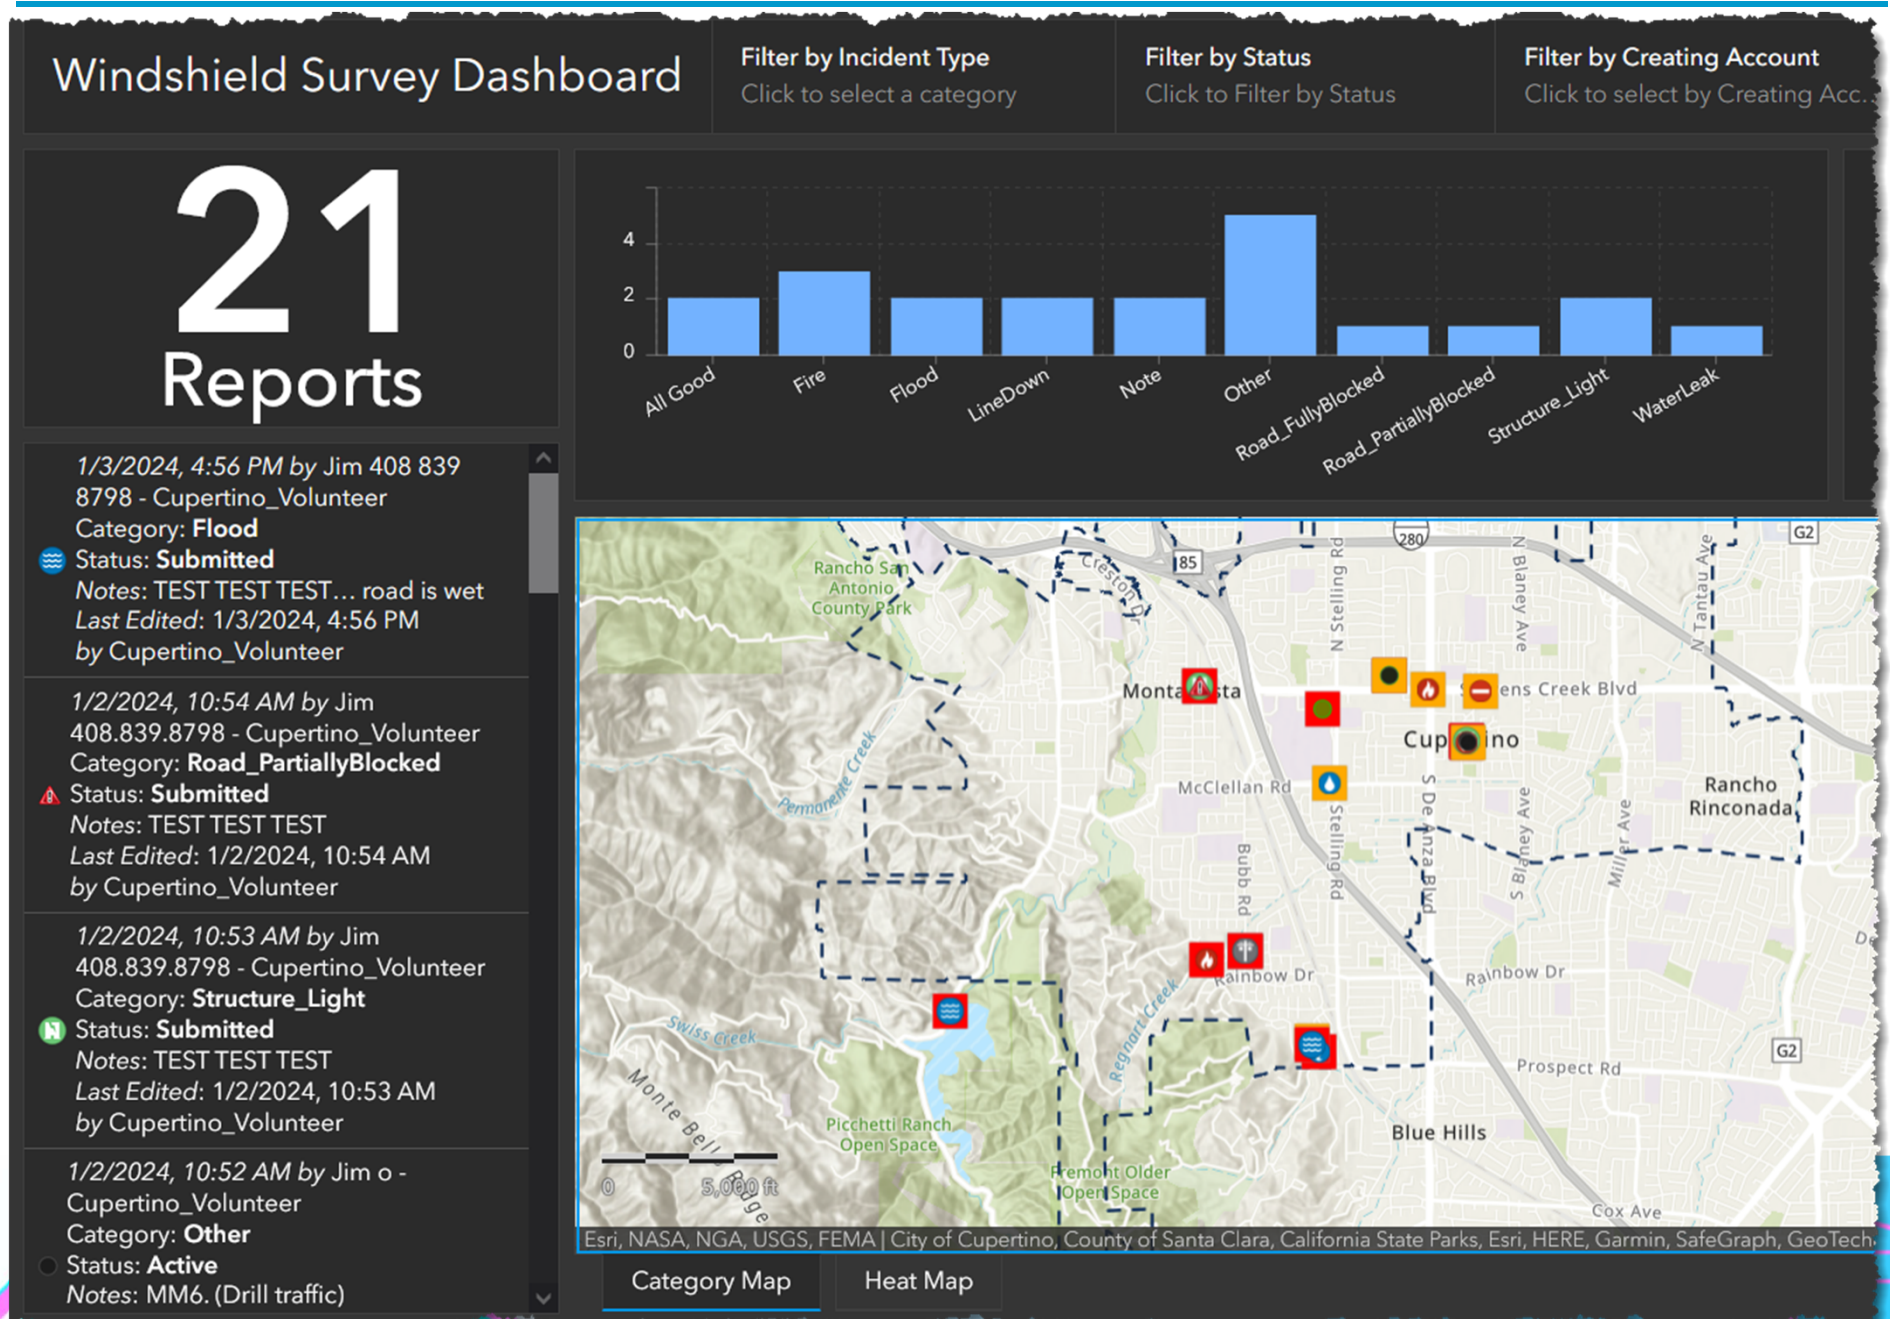 Windshield Survey Dashboard
Filter by Incident Type
Click to select a category
Filter by Status
Click to Filter by Status
Filter by Creating Account
Click to select by Creating Acc...
21
Reports
4
2
0
All Good
Fire
Flood
LineDown
Note
Other
Road_FullyBlocked
Road_PartiallyBlocked
Structure_Light
WaterLeak
1/3/2024, 4:56 PM by Jim 408 839
8798 - Cupertino_Volunteer
Category: Flood
Status: Submitted
Notes: TEST TEST TEST... road is wet
Last Edited: 1/3/2024, 4:56 PM
by Cupertino_Volunteer
1/2/2024, 10:54 AM by Jim
408.839.8798 - Cupertino_Volunteer
Category: Road_PartiallyBlocked
Status: Submitted
Notes: TEST TEST TEST
Last Edited: 1/2/2024, 10:54 AM
by Cupertino_Volunteer
1/2/2024, 10:53 AM by Jim
408.839.8798 - Cupertino_Volunteer
Category: Structure_Light
Status: Submitted
Notes: TEST TEST TEST
Last Edited: 1/2/2024, 10:53 AM
by Cupertino_Volunteer
1/2/2024, 10:52 AM by Jim o -
Cupertino_Volunteer
Category: Other
Status: Active
Notes: MM6. (Drill traffic)
Rancho San
Antonio
County Park
Creston Dr
85
280
G2
N Stelling Rd
N Blaney Ave
N Tantau Ave
Monta sta
ens Creek Blvd
Cup ino
Permanente Creek
McClellan Rd
Rancho
Rinconada
Stelling Rd
S De Anza Blvd
S Blaney Ave
Miller Ave
Bubb Rd
Rainbow Dr
Rainbow Dr
Swiss Creek
Regnart Creek
Prospect Rd
G2
Monte Bello Ridge
Picchetti Ranch
Open Space
Blue Hills
Fremont Older
Open Space
0
5,000 ft
Cox Ave
Esri, NASA, NGA, USGS, FEMA | City of Cupertino, County of Santa Clara, California State Parks, Esri, HERE, Garmin, SafeGraph, GeoTech
Category Map
Heat Map